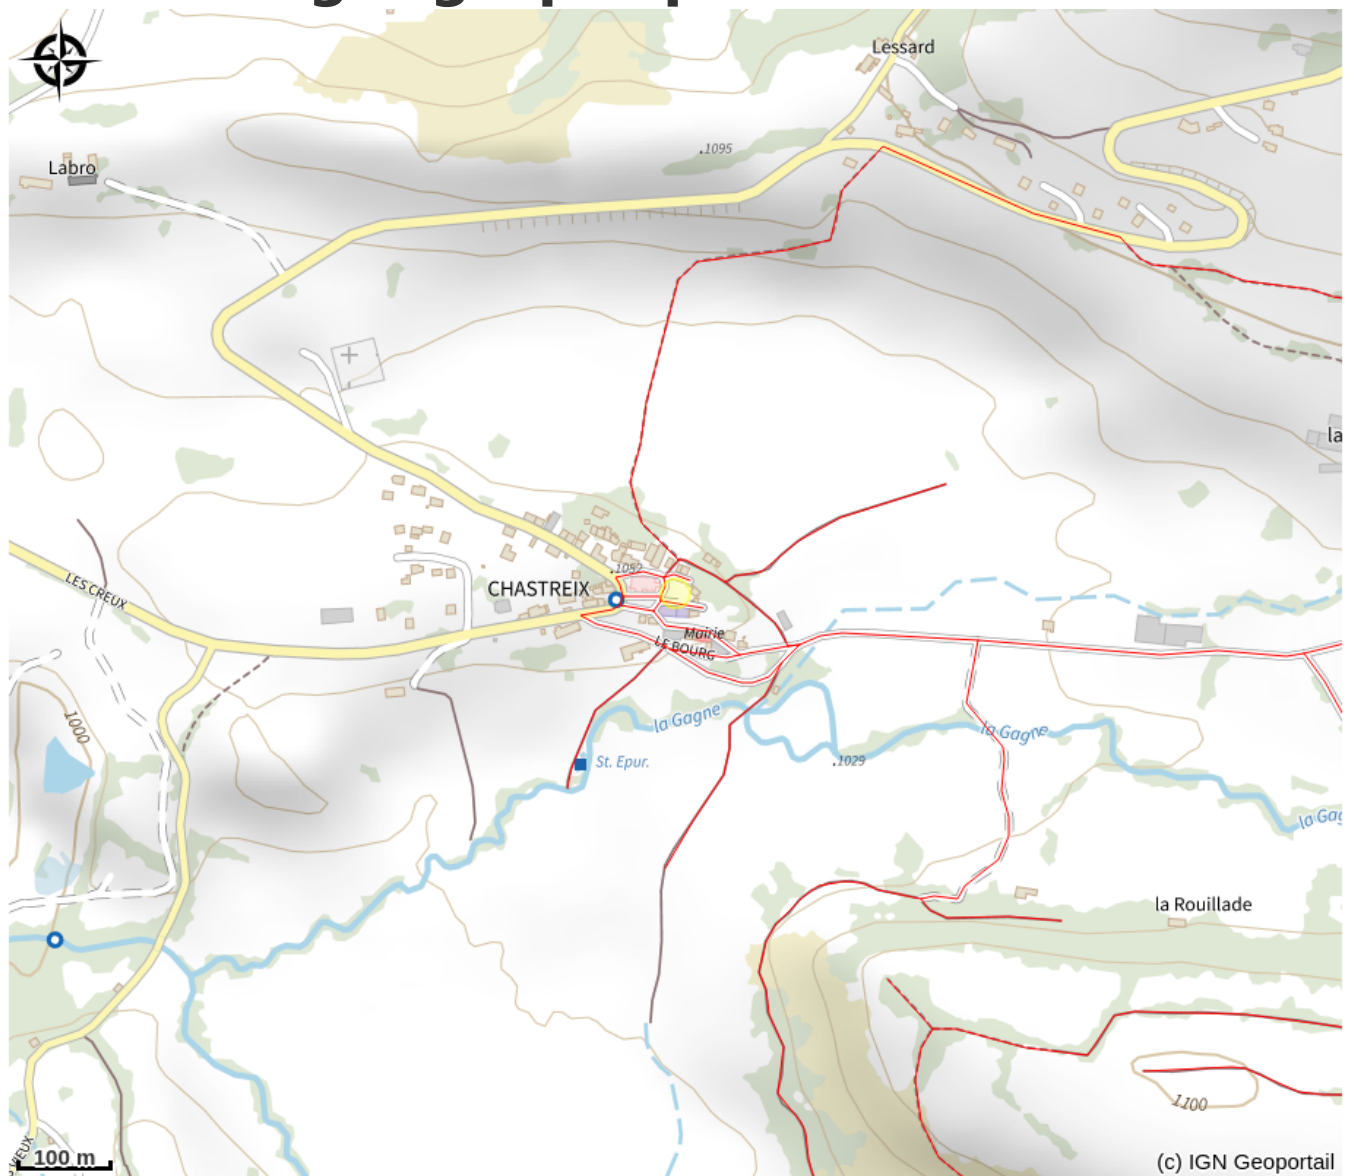 Lessard
.1095
Labro
la
LES CREUX
.1052
CHASTREIX
Mairie
LE BOURG
la Gagne
la Gagne
1000
St. Epur.
.1029
la Gag
la Rouillade
1100
VIEUX
100 m
(c) IGN Geoportail